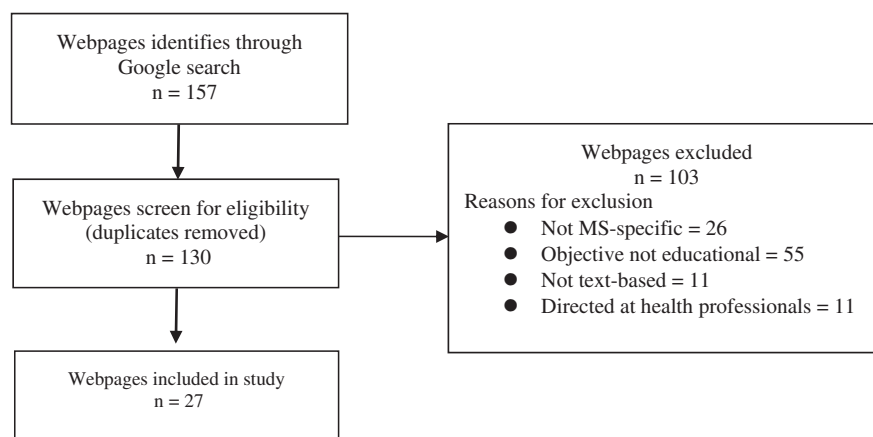 Webpages identifies through
Google search
n = 157
Webpages screen for eligibility
(duplicates removed)
n = 130
Webpages excluded
n = 103
Reasons for exclusion
● Not MS-specific = 26
● Objective not educational = 55
● Not text-based = 11
● Directed at health professionals = 11
Webpages included in study
n = 27